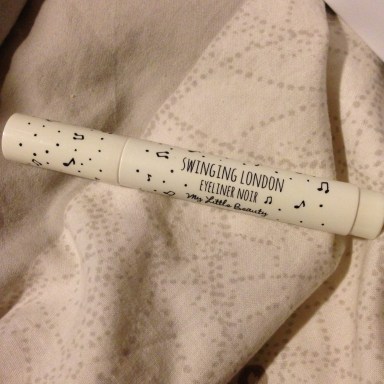 SWINGING LONDON
EYELINER NOIR
My Little Beauty